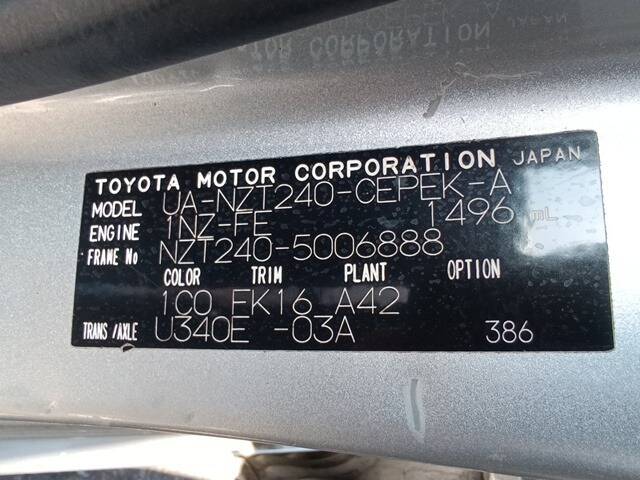 TOYOTA MOTOR CORPORATION JAPAN
MODEL UA-NZT240-CEPEK-A
ENGINE 1NZ-FE 1496 mL
FRAME No NZT240-5006888
COLOR TRIM PLANT OPTION
1C0 FK16 A42
TRANS/AXLE U340E -03A 386